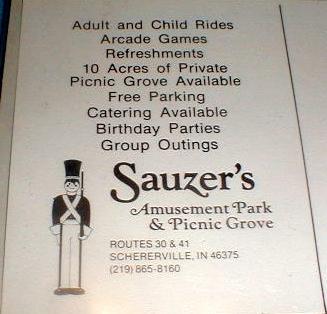 Adult and Child Rides
Arcade Games
Refreshments
10 Acres of Private
Picnic Grove Available
Free Parking
Catering Available
Birthday Parties
Group Outings
Sauzer's
Amusement Park
& Picnic Grove
ROUTES 30 & 41
SCHERERVILLE, IN 46375
(219) 865-8160